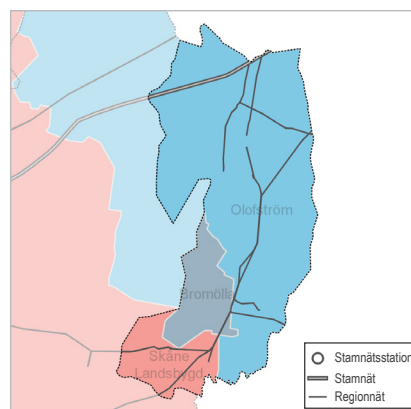 Olofström
Bromölla
Skåne
Landsbygd
Stamnätsstation
Stamnät
Regionnät